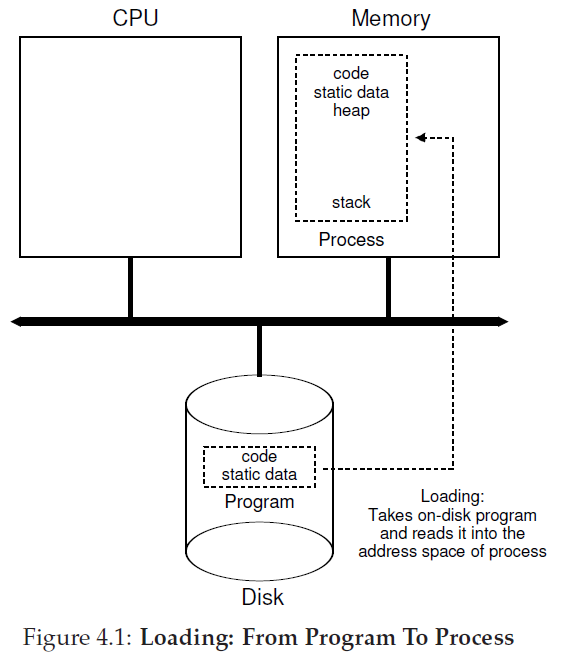 CPU
Memory
code
static data
heap
stack
Process
code
static data
Program
Loading:
Takes on-disk program
and reads it into the
address space of process
Disk
Figure 4.1: Loading: From Program To Process